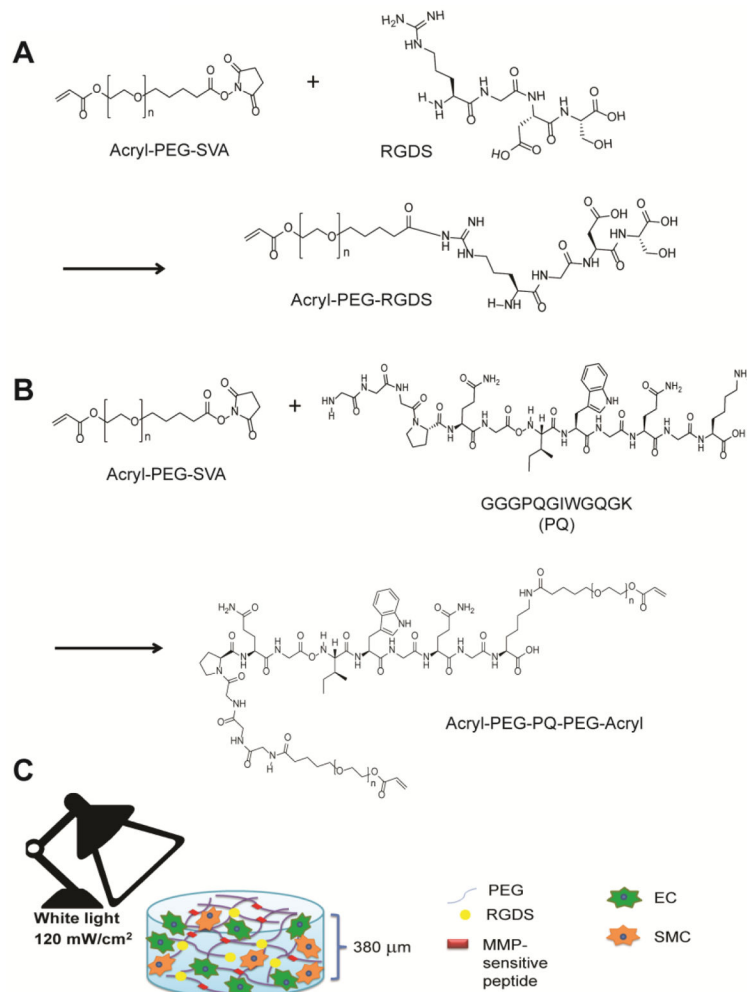 A
+
n
Acryl-PEG-SVA
RGDS
n
Acryl-PEG-RGDS
B
+
n
Acryl-PEG-SVA
GGGPQGIWGQGK
(PQ)
n
Acryl-PEG-PQ-PEG-Acryl
n
C
White light
120 mW/cm²
380 μm
PEG
RGDS
MMP-
sensitive
peptide
EC
SMC